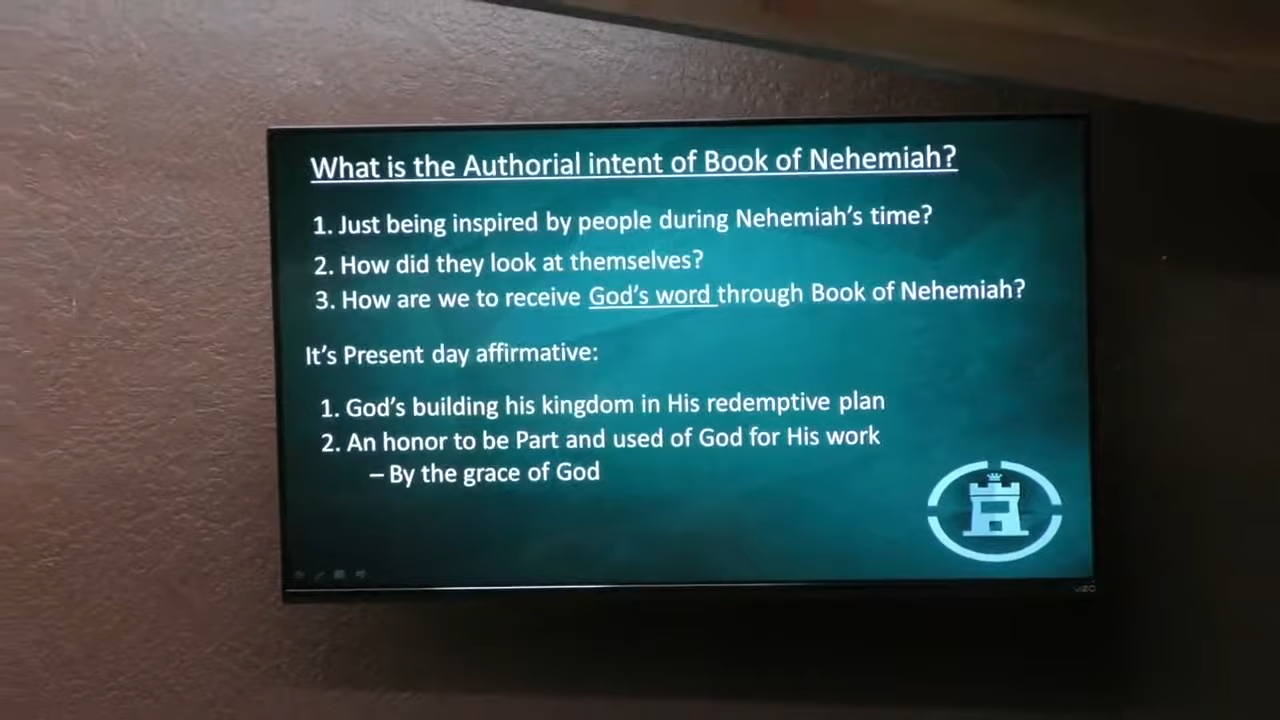 What is the Authorial intent of Book of Nehemiah?
1. Just being inspired by people during Nehemiah's time?
2. How did they look at themselves?
3. How are we to receive God's word through Book of Nehemiah?
It's Present day affirmative:
1. God's building his kingdom in His redemptive plan
2. An honor to be Part and used of God for His work
– By the grace of God
VIZIO